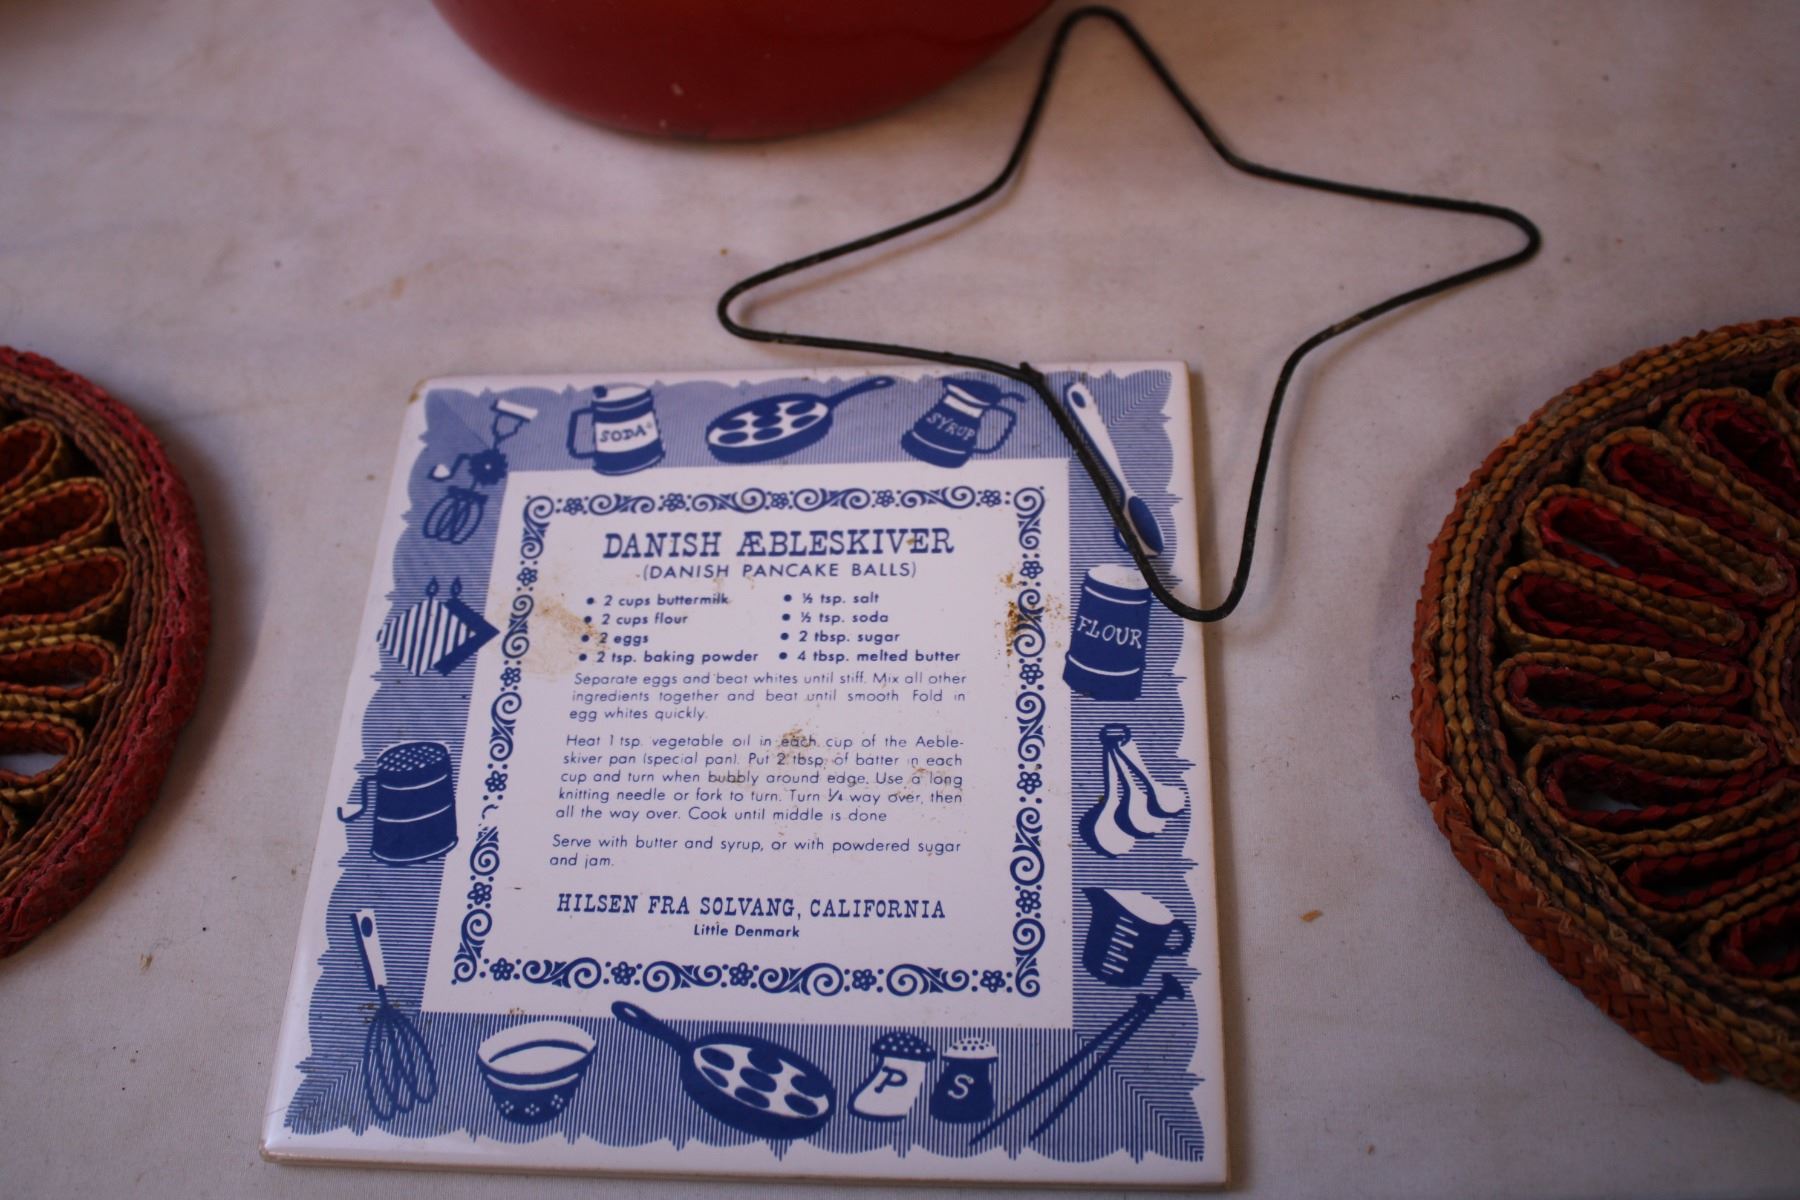 SODA
SYRUP
DANISH ÆBLESKIVER
(DANISH PANCAKE BALLS)
• 2 cups buttermilk
• 2 cups flour
• 2 eggs
• 2 tsp. baking powder
• ½ tsp. salt
• ½ tsp. soda
• 2 tbsp. sugar
• 4 tbsp. melted butter
Separate eggs and beat whites until stiff. Mix all other
ingredients together and beat until smooth Fold in
egg whites quickly.
Heat 1 tsp. vegetable oil in each cup of the Aeble-
skiver pan (special pan). Put 2 tbsp. of batter in each
cup and turn when bubbly around edge. Use a long
knitting needle or fork to turn. Turn ¼ way over, then
all the way over. Cook until middle is done
Serve with butter and syrup, or with powdered sugar
and jam.
HILSEN FRA SOLVANG, CALIFORNIA
Little Denmark
FLOUR
P
S